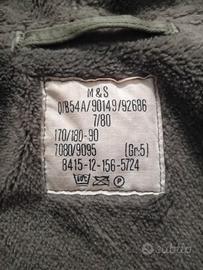 M & S
Q/B54A/90149/92686
7/80
170/180-90
7080/9095 (Gr:5)
8415-12-156-5724
P
subito